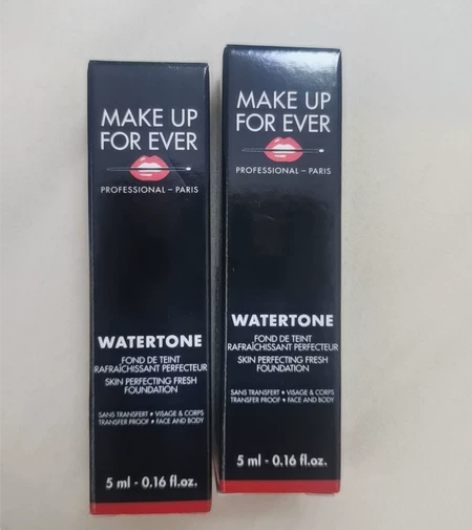 MAKE UP
FOR EVER
PROFESSIONAL – PARIS
WATERTONE
FOND DE TEINT
RAFRAÎCHISSANT PERFECTEUR
SKIN PERFECTING FRESH
FOUNDATION
SANS TRANSFERT • VISAGE & CORPS
TRANSFER PROOF • FACE AND BODY
5 ml - 0.16 fl.oz.
MAKE UP
FOR EVER
PROFESSIONAL – PARIS
WATERTONE
FOND DE TEINT
RAFRAÎCHISSANT PERFECTEUR
SKIN PERFECTING FRESH
FOUNDATION
SANS TRANSFERT • VISAGE & CORPS
TRANSFER PROOF • FACE AND BODY
5 ml - 0.16 fl.oz.